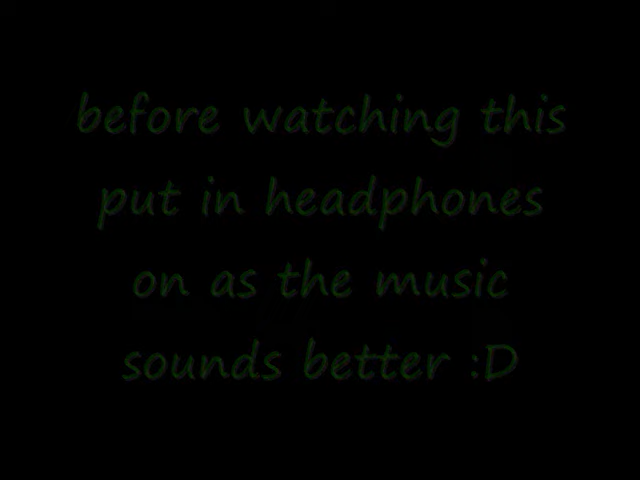 before watching this
put in headphones
on as the music
sounds better :D